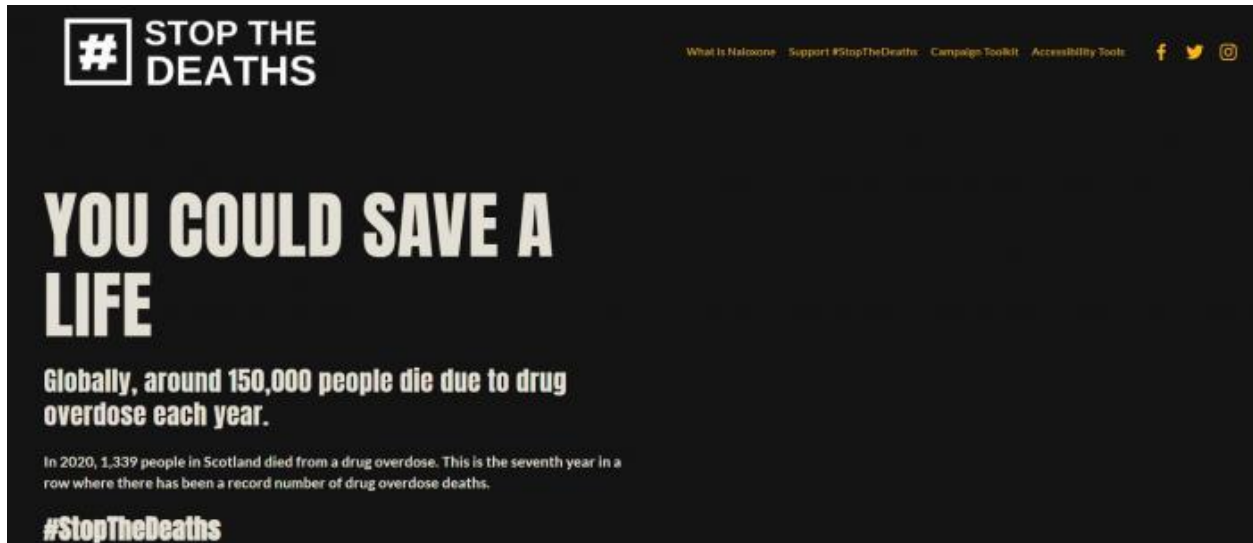 # STOP THE
DEATHS
What Is Naloxone Support #StopTheDeaths Campaign Toolkit Accessibility Tools
YOU COULD SAVE A
LIFE
Globally, around 150,000 people die due to drug
overdose each year.
In 2020, 1,339 people in Scotland died from a drug overdose. This is the seventh year in a
row where there has been a record number of drug overdose deaths.
#StopTheDeaths